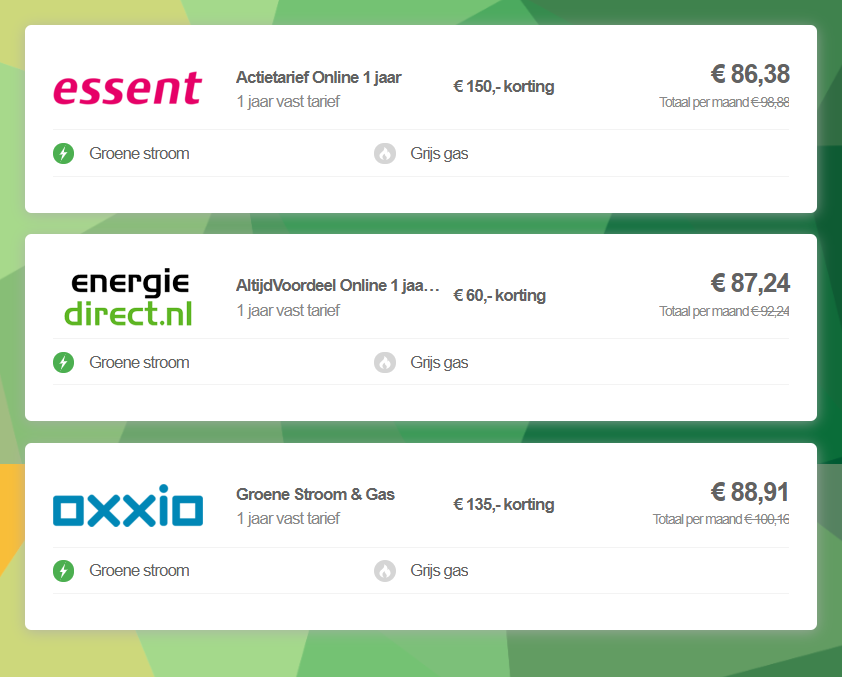 essent
Actietarief Online 1 jaar
1 jaar vast tarief
€ 150,- korting
€ 86,38
Totaal per maand € 98,88
Groene stroom
Grijs gas
energie
direct.nl
AltijdVoordeel Online 1 jaa...
1 jaar vast tarief
€ 60,- korting
€ 87,24
Totaal per maand € 92,24
Groene stroom
Grijs gas
oxxio
Groene Stroom & Gas
1 jaar vast tarief
€ 135,- korting
€ 88,91
Totaal per maand € 100,16
Groene stroom
Grijs gas